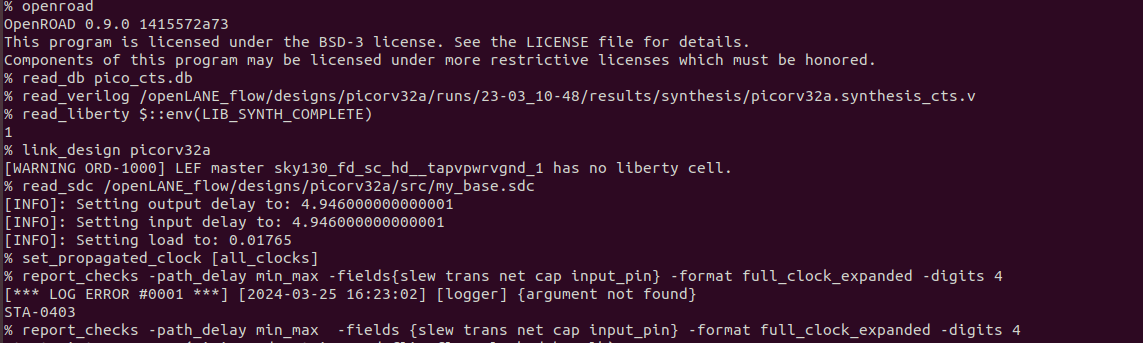 % openroad
OpenROAD 0.9.0 1415572a73
This program is licensed under the BSD-3 license. See the LICENSE file for details.
Components of this program may be licensed under more restrictive licenses which must be honored.
% read_db pico_cts.db
% read_verilog /openLANE_flow/designs/picorv32a/runs/23-03_10-48/results/synthesis/picorv32a.synthesis_cts.v
% read_liberty $::env(LIB_SYNTH_COMPLETE)
1
% link_design picorv32a
[WARNING ORD-1000] LEF master sky130_fd_sc_hd__tapvpwrvgnd_1 has no liberty cell.
% read_sdc /openLANE_flow/designs/picorv32a/src/my_base.sdc
[INFO]: Setting output delay to: 4.946000000000001
[INFO]: Setting input delay to: 4.946000000000001
[INFO]: Setting load to: 0.01765
% set_propagated_clock [all_clocks]
% report_checks -path_delay min_max -fields{slew trans net cap input_pin} -format full_clock_expanded -digits 4
[*** LOG ERROR #0001 ***] [2024-03-25 16:23:02] [logger] {argument not found}
STA-0403
% report_checks -path_delay min_max  -fields {slew trans net cap input_pin} -format full_clock_expanded -digits 4